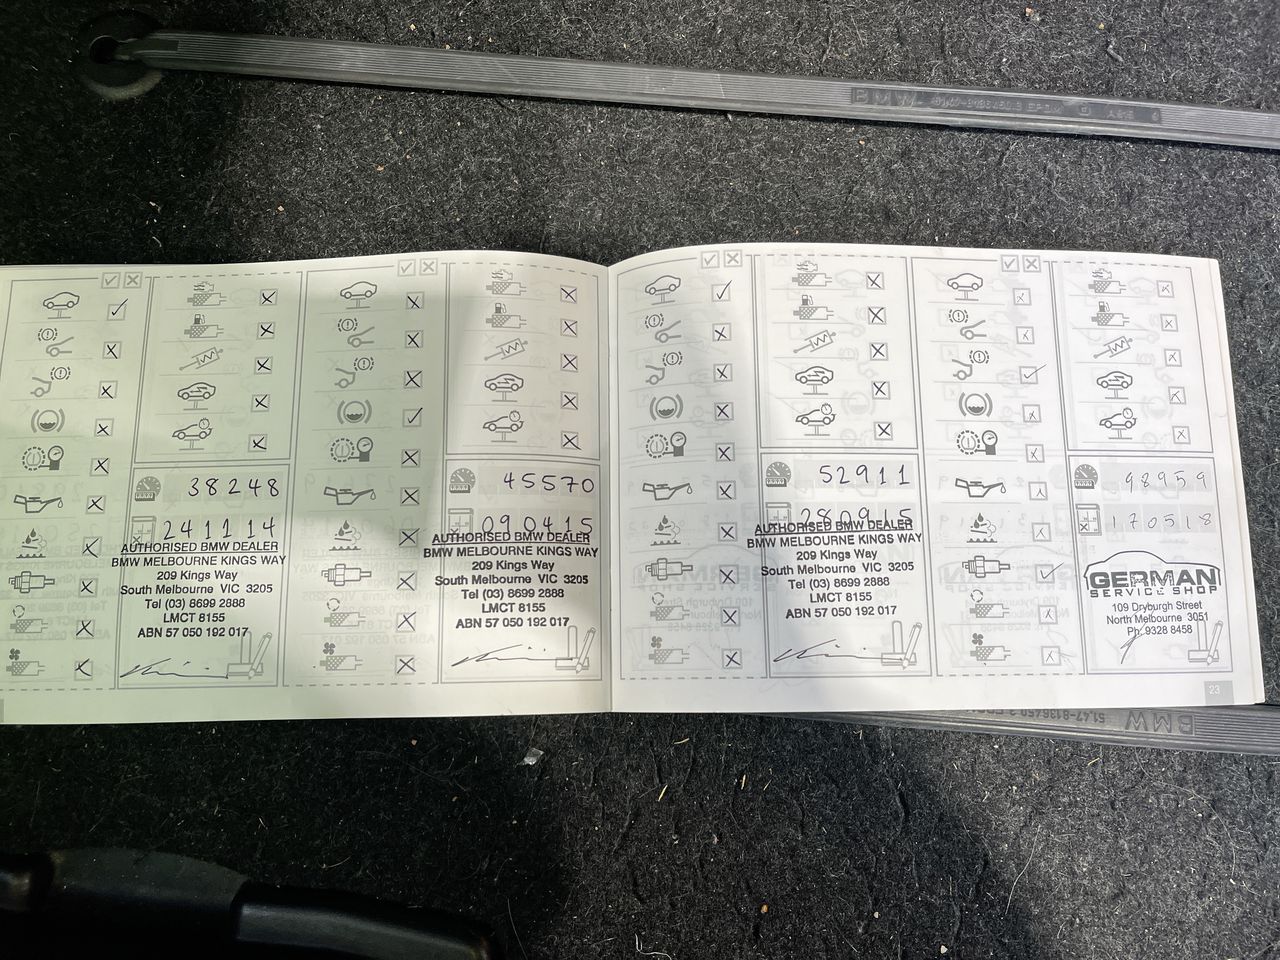 BMW
38248
241114
AUTHORISED BMW DEALER
BMW MELBOURNE KINGS WAY
209 Kings Way
South Melbourne VIC 3205
Tel (03) 8699 2888
LMCT 8155
ABN 57 050 192 017
45570
090415
AUTHORISED BMW DEALER
BMW MELBOURNE KINGS WAY
209 Kings Way
South Melbourne VIC 3205
Tel (03) 8699 2888
LMCT 8155
ABN 57 050 192 017
52911
280915
AUTHORISED BMW DEALER
BMW MELBOURNE KINGS WAY
209 Kings Way
South Melbourne VIC 3205
Tel (03) 8699 2888
LMCT 8155
ABN 57 050 192 017
98959
170518
GERMAN
SERVICE SHOP
109 Dryburgh Street
North Melbourne 3051
Ph: 9328 8458
23
51.47-8136450 BMW